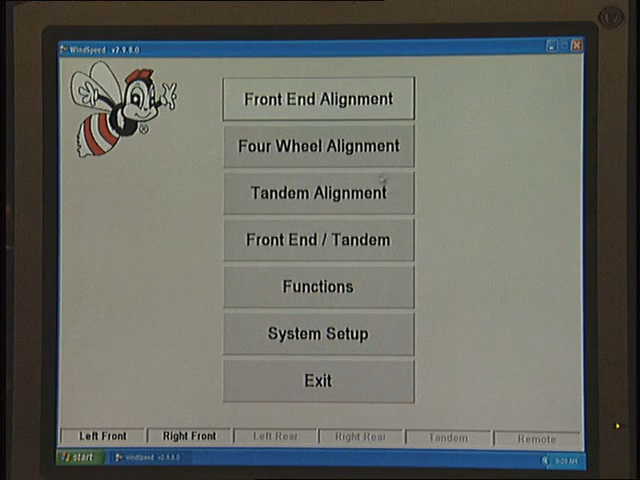 WindSpeed v2.9.8.0
®
Front End Alignment
Four Wheel Alignment
Tandem Alignment
Front End / Tandem
Functions
System Setup
Exit
Left Front Right Front Left Rear Right Rear Tandem Remote
start WindSpeed v2.9.8.0